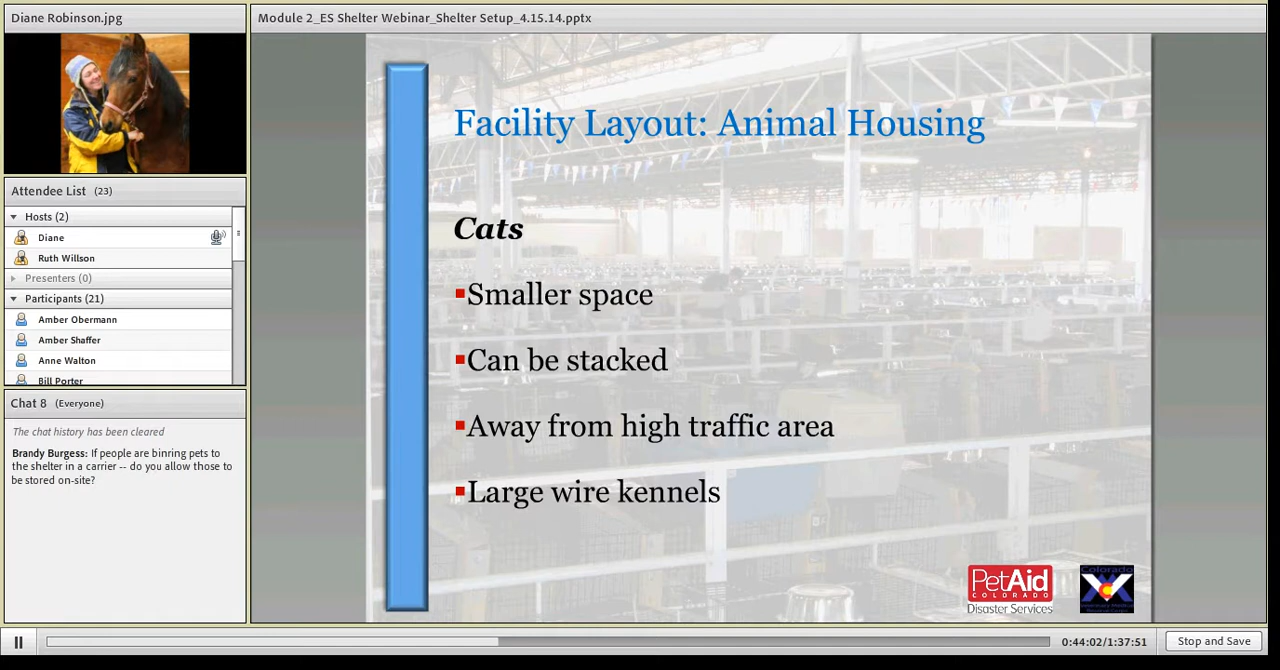 Diane Robinson.jpg
Module 2_ES Shelter Webinar_Shelter Setup_4.15.14.pptx
Attendee List (23)
Hosts (2)
Diane
Ruth Willson
Presenters (0)
Participants (21)
Amber Obermann
Amber Shaffer
Anne Walton
Bill Porter
Chat 8 (Everyone)
The chat history has been cleared
Brandy Burgess: If people are binring pets to
the shelter in a carrier -- do you allow those to
be stored on-site?
Facility Layout: Animal Housing
Cats
▪Smaller space
▪Can be stacked
▪Away from high traffic area
▪Large wire kennels
PetAid
COLORADO
Disaster Services
Colorado
0:44:02/1:37:51
Stop and Save